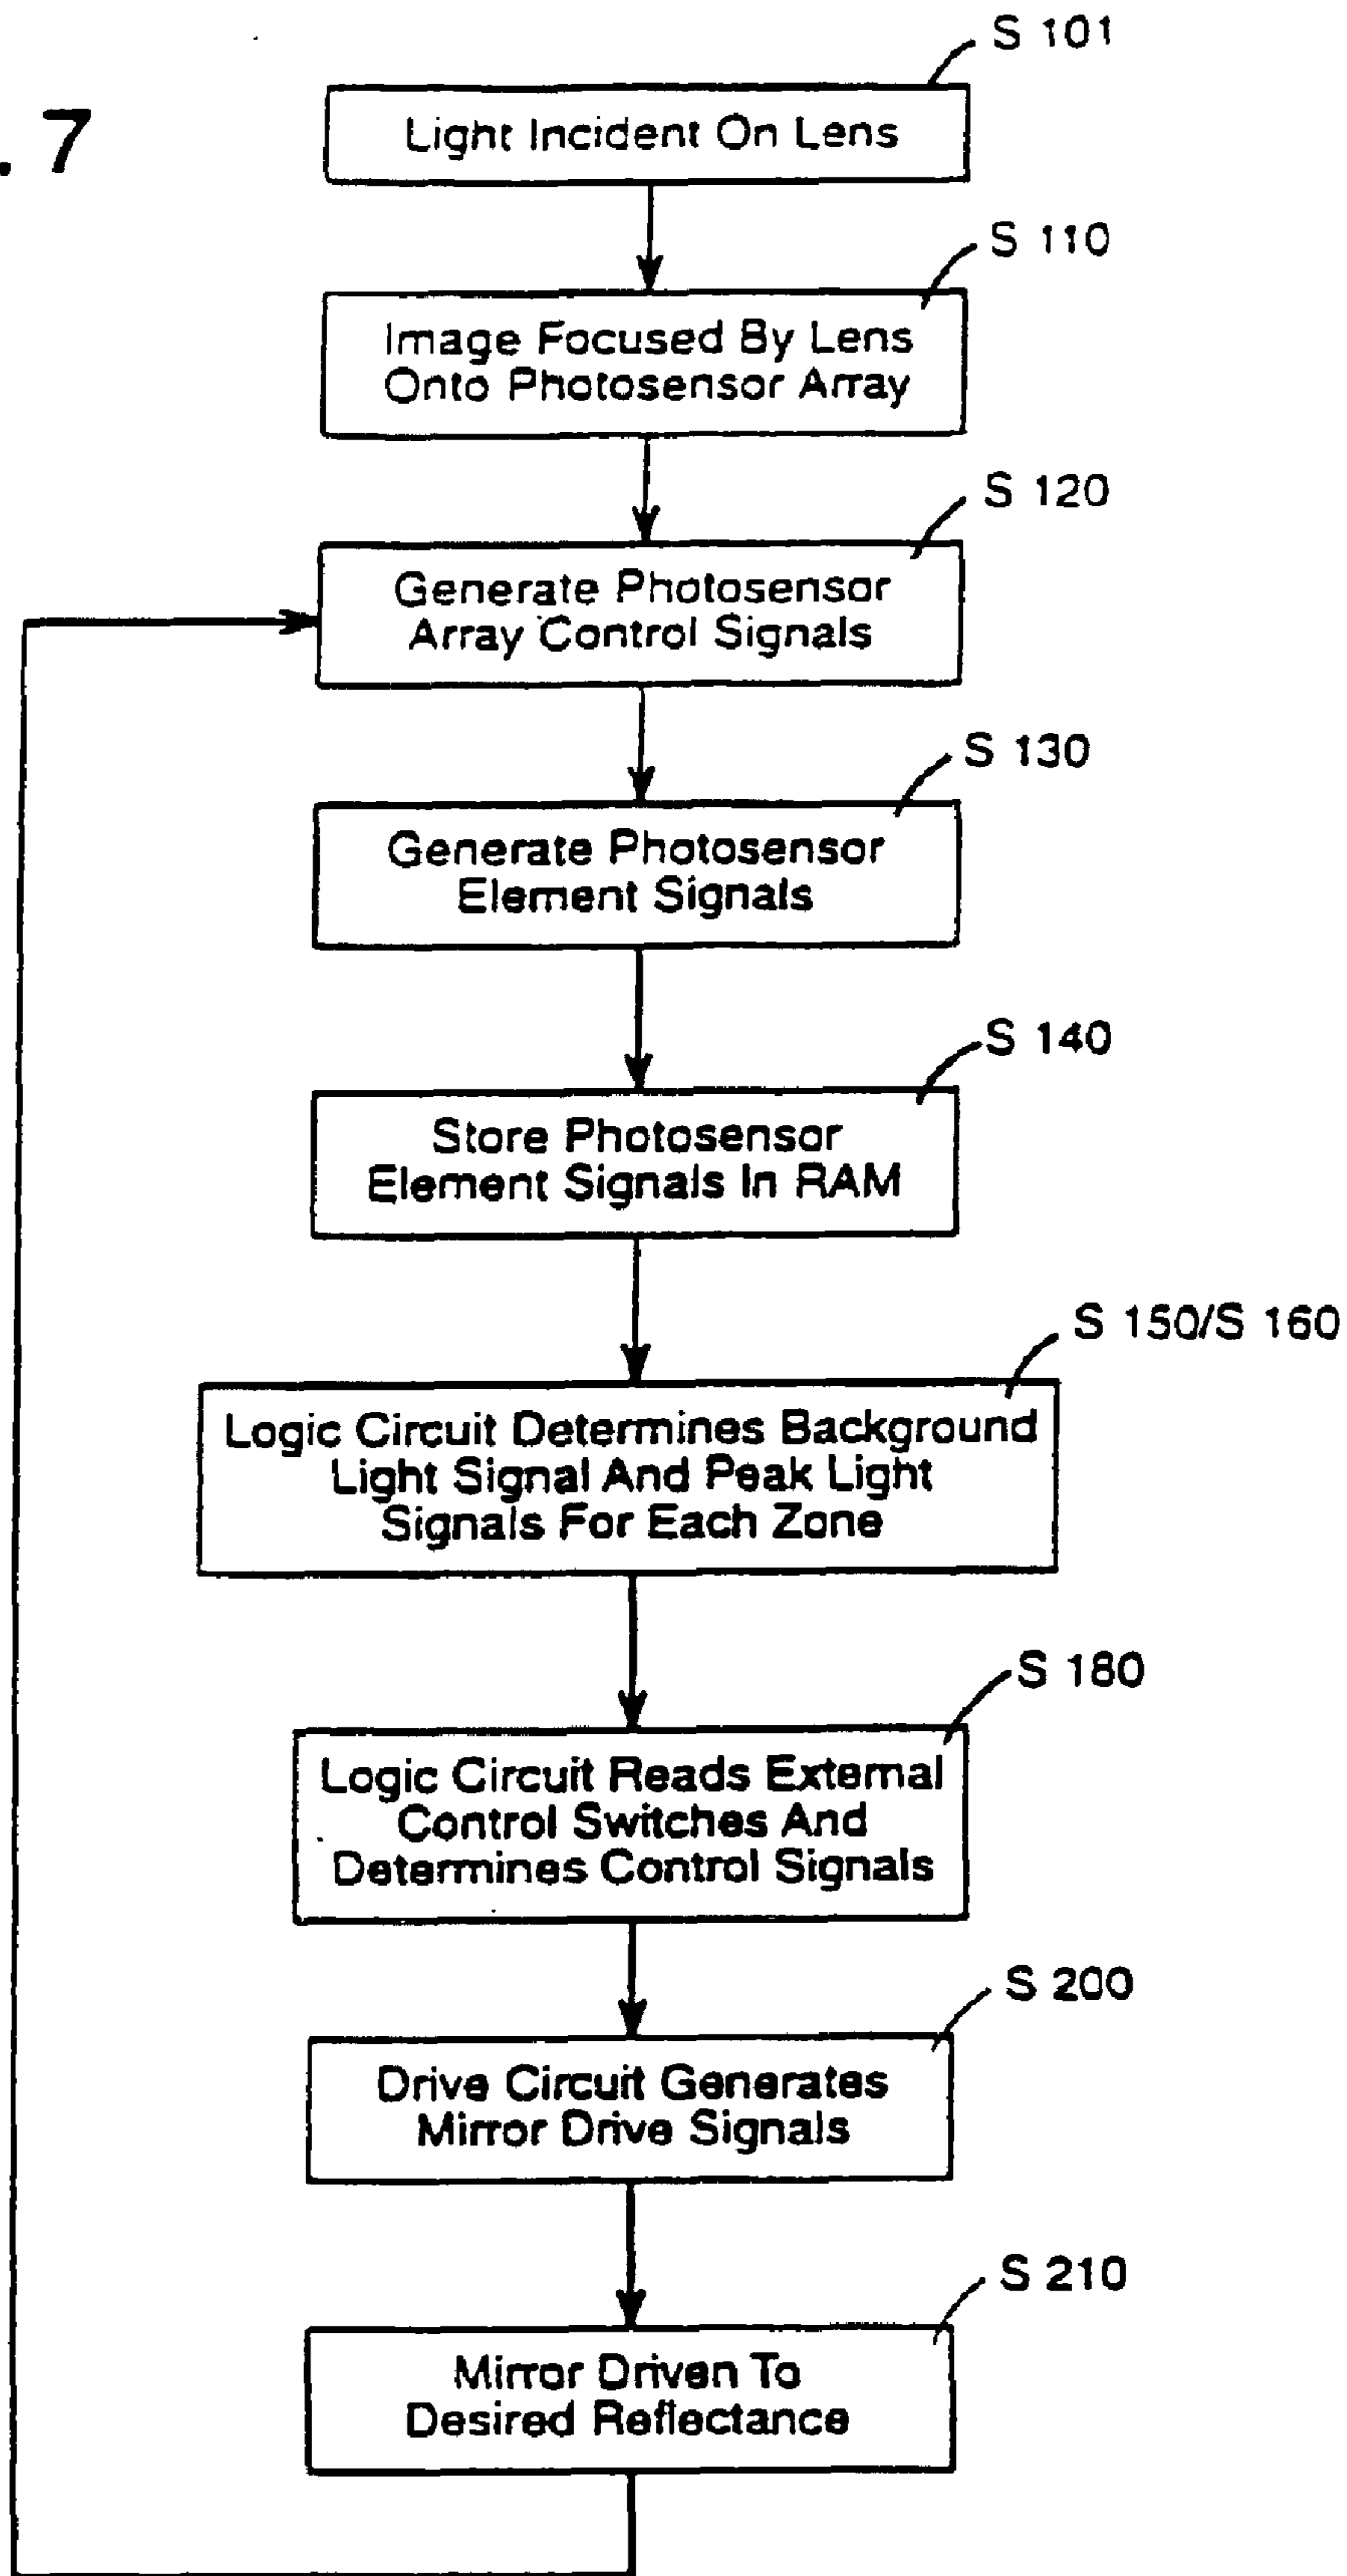 . 7
S 101
Light Incident On Lens
S 110
Image Focused By Lens
Onto Photosensor Array
S 120
Generate Photosensor
Array Control Signals
S 130
Generate Photosensor
Element Signals
S 140
Store Photosensor
Element Signals In RAM
S 150/S 160
Logic Circuit Determines Background
Light Signal And Peak Light
Signals For Each Zone
S 180
Logic Circuit Reads External
Control Switches And
Determines Control Signals
S 200
Drive Circuit Generates
Mirror Drive Signals
S 210
Mirror Driven To
Desired Reflectance